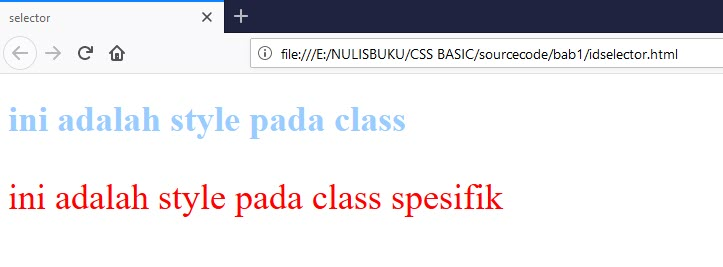 selector
file:///E:/NULISBUKU/CSS BASIC/sourcecode/bab1/idselector.html
ini adalah style pada class
ini adalah style pada class spesifik